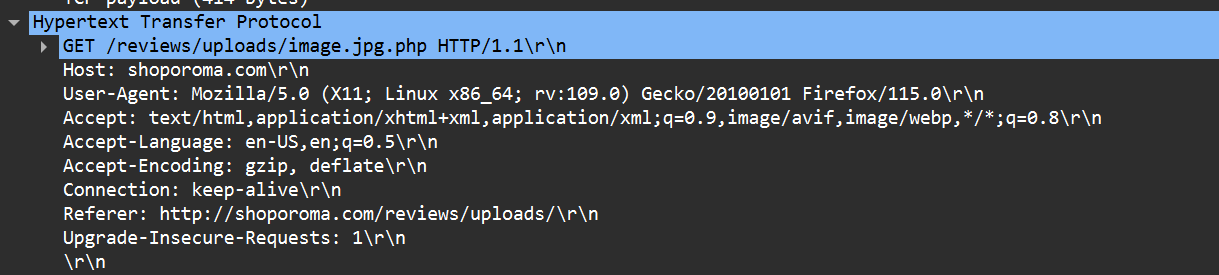 TCP payload (414 bytes)
Hypertext Transfer Protocol
GET /reviews/uploads/image.jpg.php HTTP/1.1\r\n
Host: shoporoma.com\r\n
User-Agent: Mozilla/5.0 (X11; Linux x86_64; rv:109.0) Gecko/20100101 Firefox/115.0\r\n
Accept: text/html,application/xhtml+xml,application/xml;q=0.9,image/avif,image/webp,*/*;q=0.8\r\n
Accept-Language: en-US,en;q=0.5\r\n
Accept-Encoding: gzip, deflate\r\n
Connection: keep-alive\r\n
Referer: http://shoporoma.com/reviews/uploads/\r\n
Upgrade-Insecure-Requests: 1\r\n
\r\n